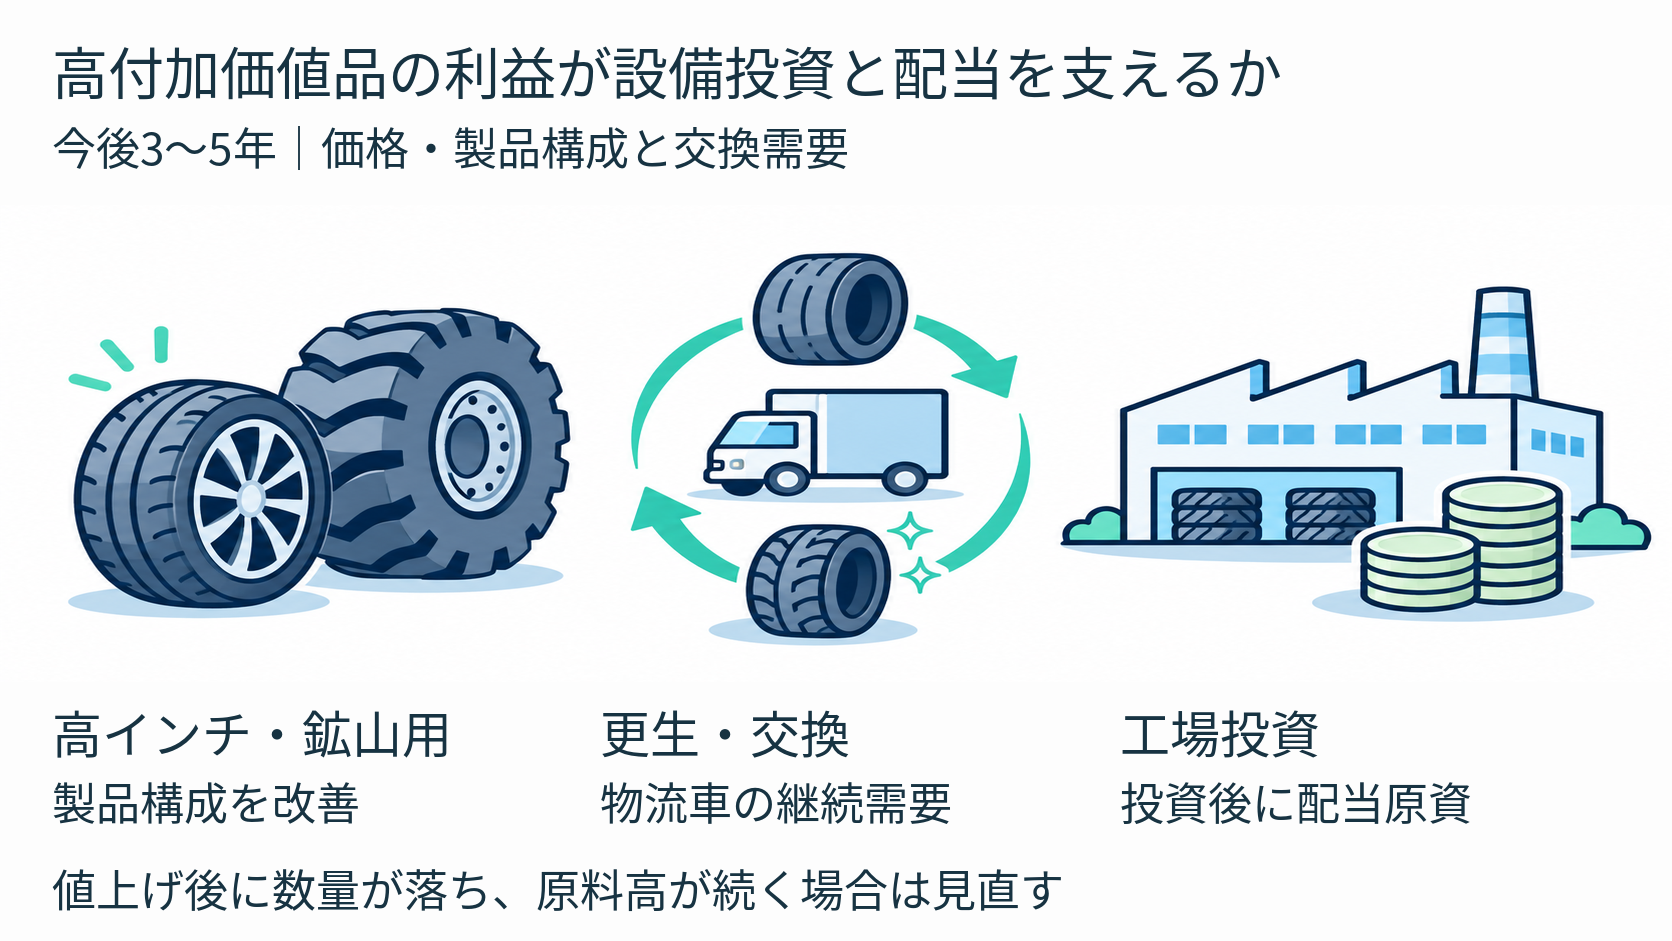 高付加価値品の利益が設備投資と配当を支えるか
今後3～5年｜価格・製品構成と交換需要
高インチ・鉱山用
製品構成を改善
更生・交換
物流車の継続需要
工場投資
投資後に配当原資
値上げ後に数量が落ち、原料高が続く場合は見直す